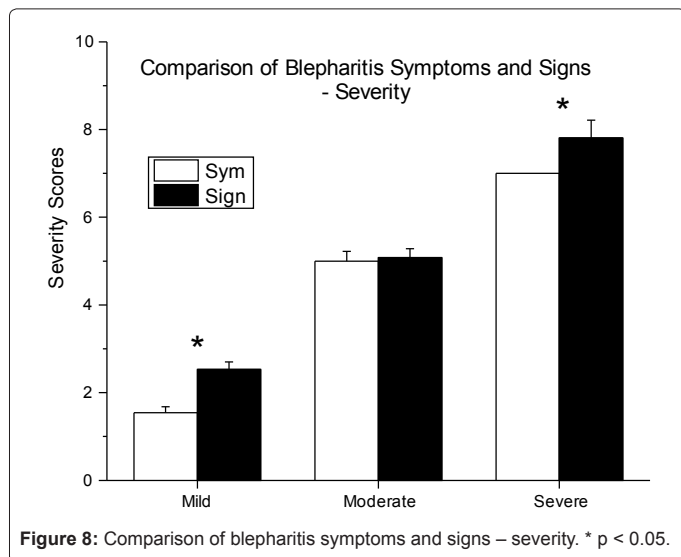 Comparison of Blepharitis Symptoms and Signs
- Severity
10
8
6
4
2
0
Severity Scores
Sym
Sign
*
*
Mild Moderate Severe
Figure 8: Comparison of blepharitis symptoms and signs – severity. * p < 0.05.